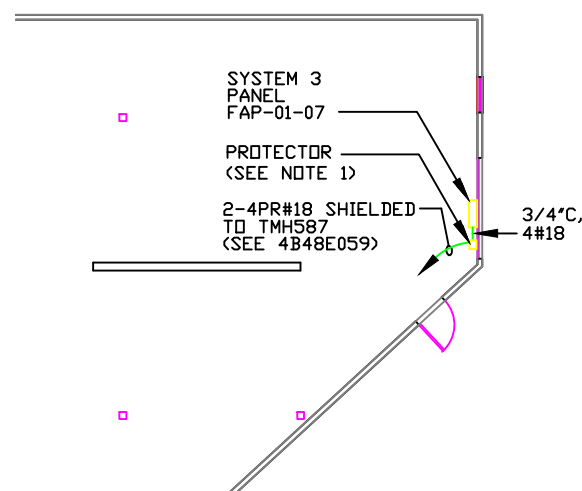 SYSTEM 3
PANEL
FAP-01-07
PROTECTOR
(SEE NOTE 1)
2-4PR#18 SHIELDED
TO TMH587
(SEE 4B48E059)
3/4"C,
4#18